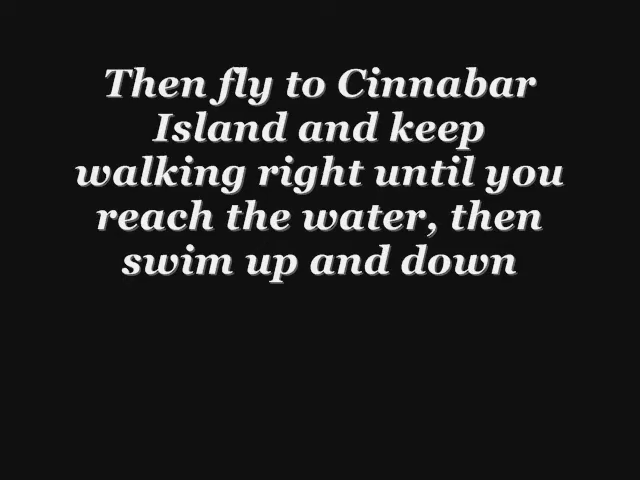 Then fly to Cinnabar
Island and keep
walking right until you
reach the water, then
swim up and down